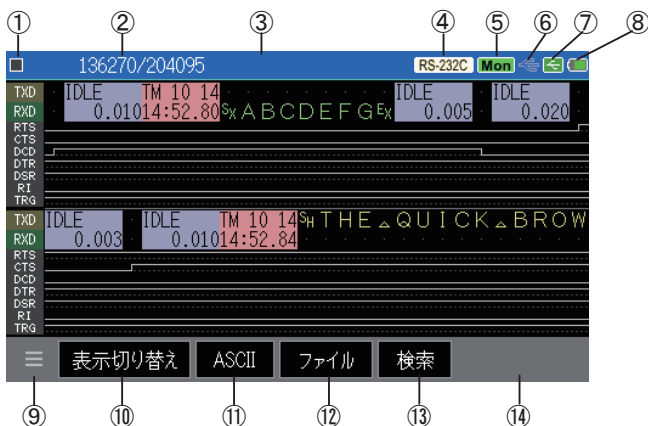 ① ② ③ ④ ⑤ ⑥ ⑦ ⑧
136270/204095 RS-232C Mon
TXD IDLE TM 10 14 IDLE IDLE
RXD 0.010 14:52.80 SX A B C D E F G EX 0.005 0.020
RTS
CTS
DCD
DTR
DSR
RI
TRG
TXD IDLE IDLE TM 10 14 SH T H E △ Q U I C K △ B R O W
RXD 0.003 0.010 14:52.84
RTS
CTS
DCD
DTR
DSR
RI
TRG
☰ 表示切り替え ASCII ファイル 検索
⑨ ⑩ ⑪ ⑫ ⑬ ⑭